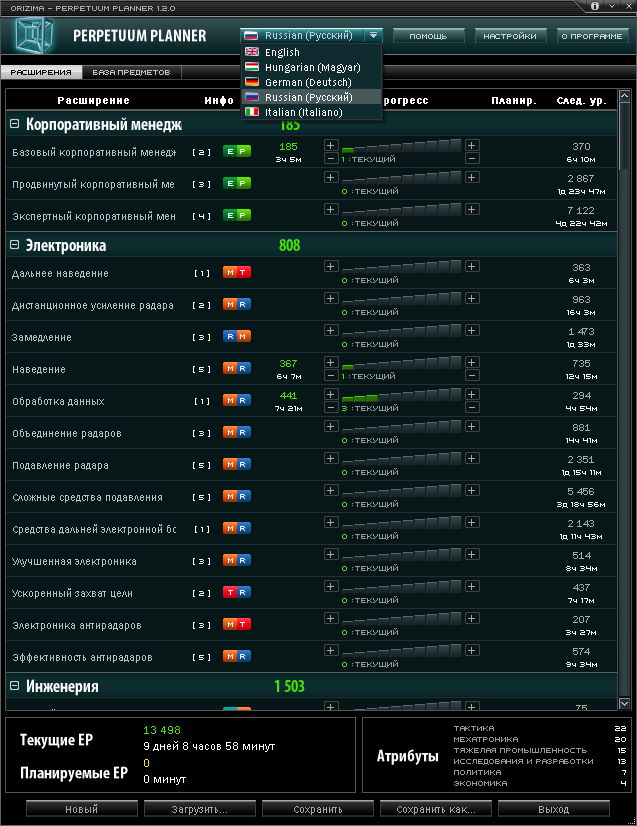 ORIZIMA – PERPETUUM PLANNER 1.2.0
PERPETUUM PLANNER
Russian (Русский)
ПОМОЩЬ
НАСТРОЙКИ
О ПРОГРАММЕ
English
Hungarian (Magyar)
German (Deutsch)
Russian (Русский)
Italian (Italiano)
РАСШИРЕНИЯ
БАЗА ПРЕДМЕТОВ
Расширение Инфо рогресс Планир. След. ур.
Корпоративный менедж 185
Базовый корпоративный менедж [2] E P 185 3ч 5м 1 :ТЕКУЩИЙ 370 6ч 10м
Продвинутый корпоративный ме [3] E P 0 :ТЕКУЩИЙ 2 867 1д 23ч 47м
Экспертный корпоративный мен [4] E P 0 :ТЕКУЩИЙ 7 122 4д 22ч 42м
Электроника 808
Дальнее наведение [1] M T 0 :ТЕКУЩИЙ 363 6ч 3м
Дистанционное усиление радара [2] M R 0 :ТЕКУЩИЙ 963 16ч 3м
Замедление [3] R M 0 :ТЕКУЩИЙ 1 473 1д 33м
Наведение [5] M R 367 6ч 7м 1 :ТЕКУЩИЙ 735 12ч 15м
Обработка данных [1] M R 441 7ч 21м 3 :ТЕКУЩИЙ 294 4ч 54м
Объединение радаров [3] M R 0 :ТЕКУЩИЙ 881 14ч 41м
Подавление радара [5] M R 0 :ТЕКУЩИЙ 2 351 1д 15ч 11м
Сложные средства подавления [5] M R 0 :ТЕКУЩИЙ 5 456 3д 18ч 56м
Средства дальней электронной бо [1] M R 0 :ТЕКУЩИЙ 2 143 1д 11ч 43м
Улучшенная электроника [3] M R 0 :ТЕКУЩИЙ 514 8ч 34м
Ускоренный захват цели [2] T R 0 :ТЕКУЩИЙ 437 7ч 17м
Электроника антирадаров [3] M T 0 :ТЕКУЩИЙ 207 3ч 27м
Эффективность антирадаров [5] M R 0 :ТЕКУЩИЙ 574 9ч 34м
Инженерия 1 503
75
Текущие EP 13 498
9 дней 8 часов 58 минут
Планируемые EP 0
0 минут
Атрибуты
ТАКТИКА 22
МЕХАТРОНИКА 20
ТЯЖЕЛАЯ ПРОМЫШЛЕННОСТЬ 15
ИССЛЕДОВАНИЯ И РАЗРАБОТКИ 13
ПОЛИТИКА 7
ЭКОНОМИКА 4
Новый
Загрузить...
Сохранить
Сохранить как...
Выход